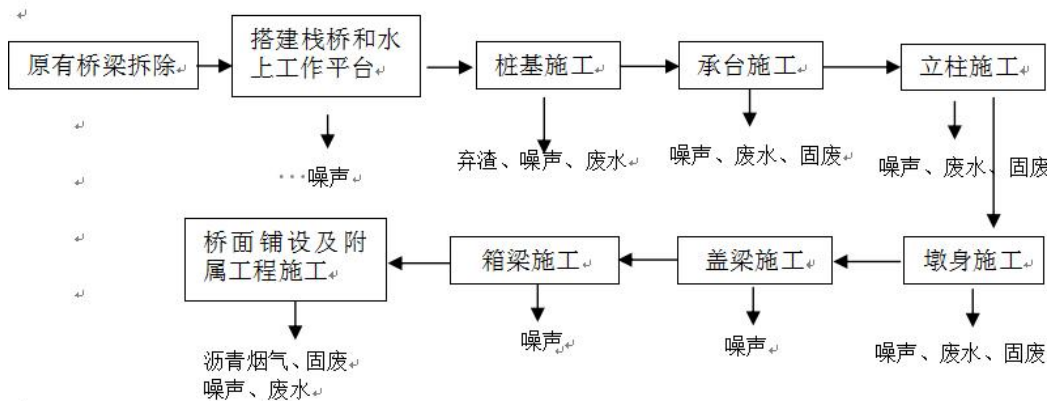 原有桥梁拆除
搭建栈桥和水
上工作平台
桩基施工
承台施工
立柱施工
…噪声
弃渣、噪声、废水
噪声、废水、固废
噪声、废水、固废
桥面铺设及附
属工程施工
箱梁施工
盖梁施工
墩身施工
沥青烟气、固废
噪声、废水
噪声
噪声
噪声、废水、固废